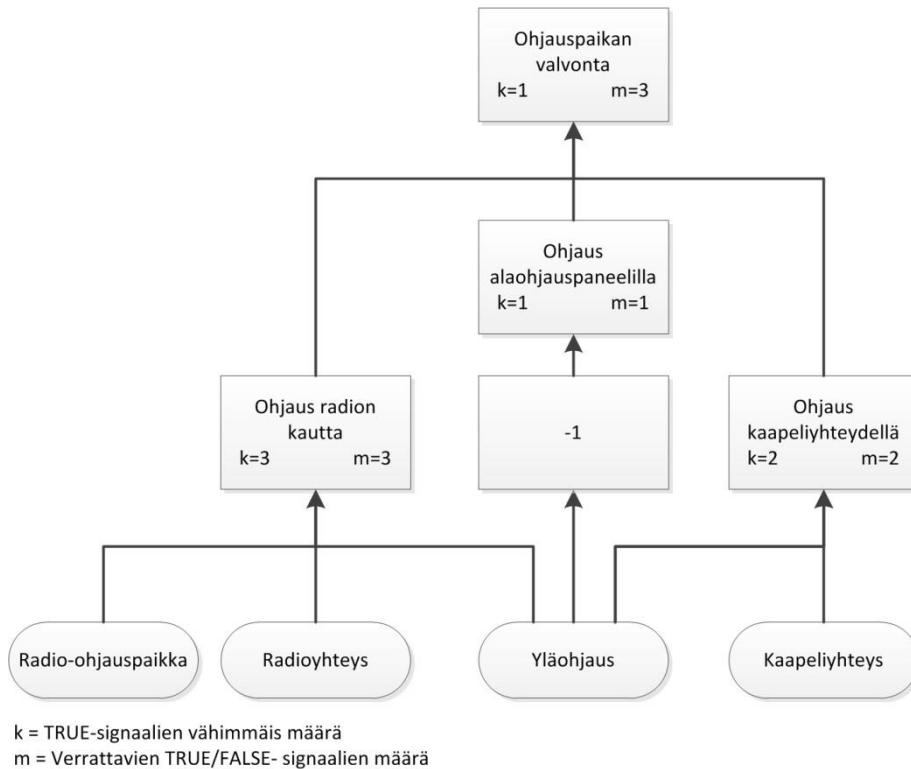 Ohjauspaikan
valvonta
k=1 m=3
Ohjaus
alaohjauspaneelilla
k=1 m=1
Ohjaus radion
kautta
k=3 m=3
-1
Ohjaus
kaapeliyhteydellä
k=2 m=2
Radio-ohjauspaikka
Radioyhteys
Yläohjaus
Kaapeliyhteys
k = TRUE-signaalien vähimmäis määrä
m = Verrattavien TRUE/FALSE- signaalien määrä